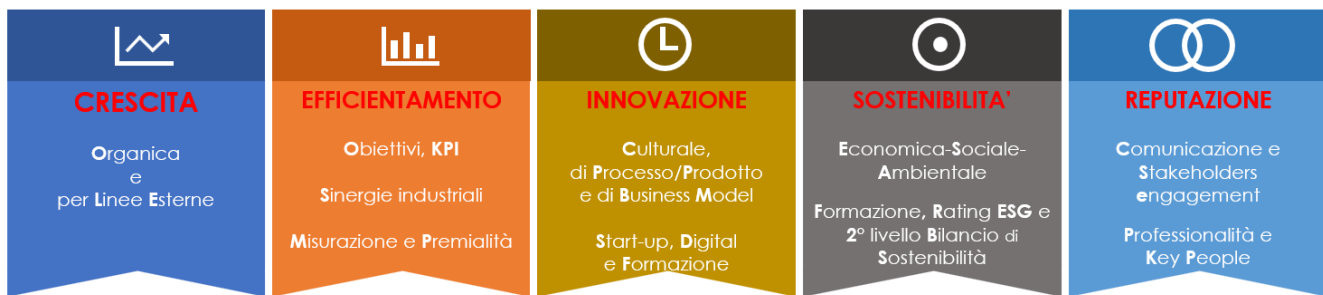 CRESCITA
Organica
e
per Linee Esterne
EFFICIENTAMENTO
Obiettivi, KPI
Sinergie industriali
Misurazione e Premialità
INNOVAZIONE
Culturale,
di Processo/Prodotto
e di Business Model
Start-up, Digital
e Formazione
SOSTENIBILITA'
Economica-Sociale-
Ambientale
Formazione, Rating ESG e
2° livello Bilancio di
Sostenibilità
REPUTAZIONE
Comunicazione e
Stakeholders
engagement
Professionalità e
Key People